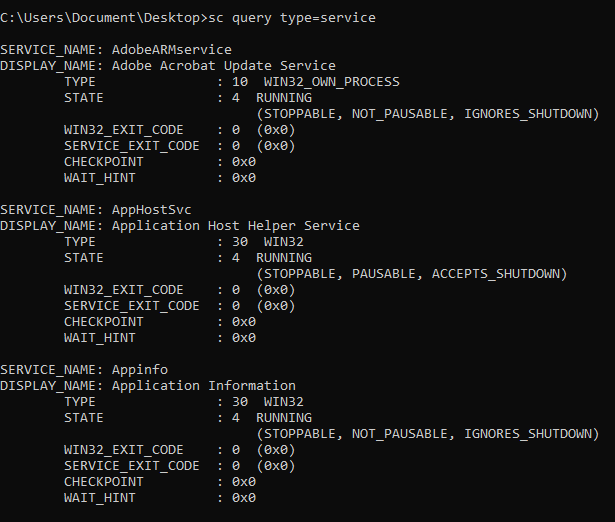 C:\Users\Document\Desktop>sc query type=service
SERVICE_NAME: AdobeARMservice
DISPLAY_NAME: Adobe Acrobat Update Service
TYPE : 10 WIN32_OWN_PROCESS
STATE : 4 RUNNING
(STOPPABLE, NOT_PAUSABLE, IGNORES_SHUTDOWN)
WIN32_EXIT_CODE : 0 (0x0)
SERVICE_EXIT_CODE : 0 (0x0)
CHECKPOINT : 0x0
WAIT_HINT : 0x0
SERVICE_NAME: AppHostSvc
DISPLAY_NAME: Application Host Helper Service
TYPE : 30 WIN32
STATE : 4 RUNNING
(STOPPABLE, PAUSABLE, ACCEPTS_SHUTDOWN)
WIN32_EXIT_CODE : 0 (0x0)
SERVICE_EXIT_CODE : 0 (0x0)
CHECKPOINT : 0x0
WAIT_HINT : 0x0
SERVICE_NAME: Appinfo
DISPLAY_NAME: Application Information
TYPE : 30 WIN32
STATE : 4 RUNNING
(STOPPABLE, NOT_PAUSABLE, IGNORES_SHUTDOWN)
WIN32_EXIT_CODE : 0 (0x0)
SERVICE_EXIT_CODE : 0 (0x0)
CHECKPOINT : 0x0
WAIT_HINT : 0x0